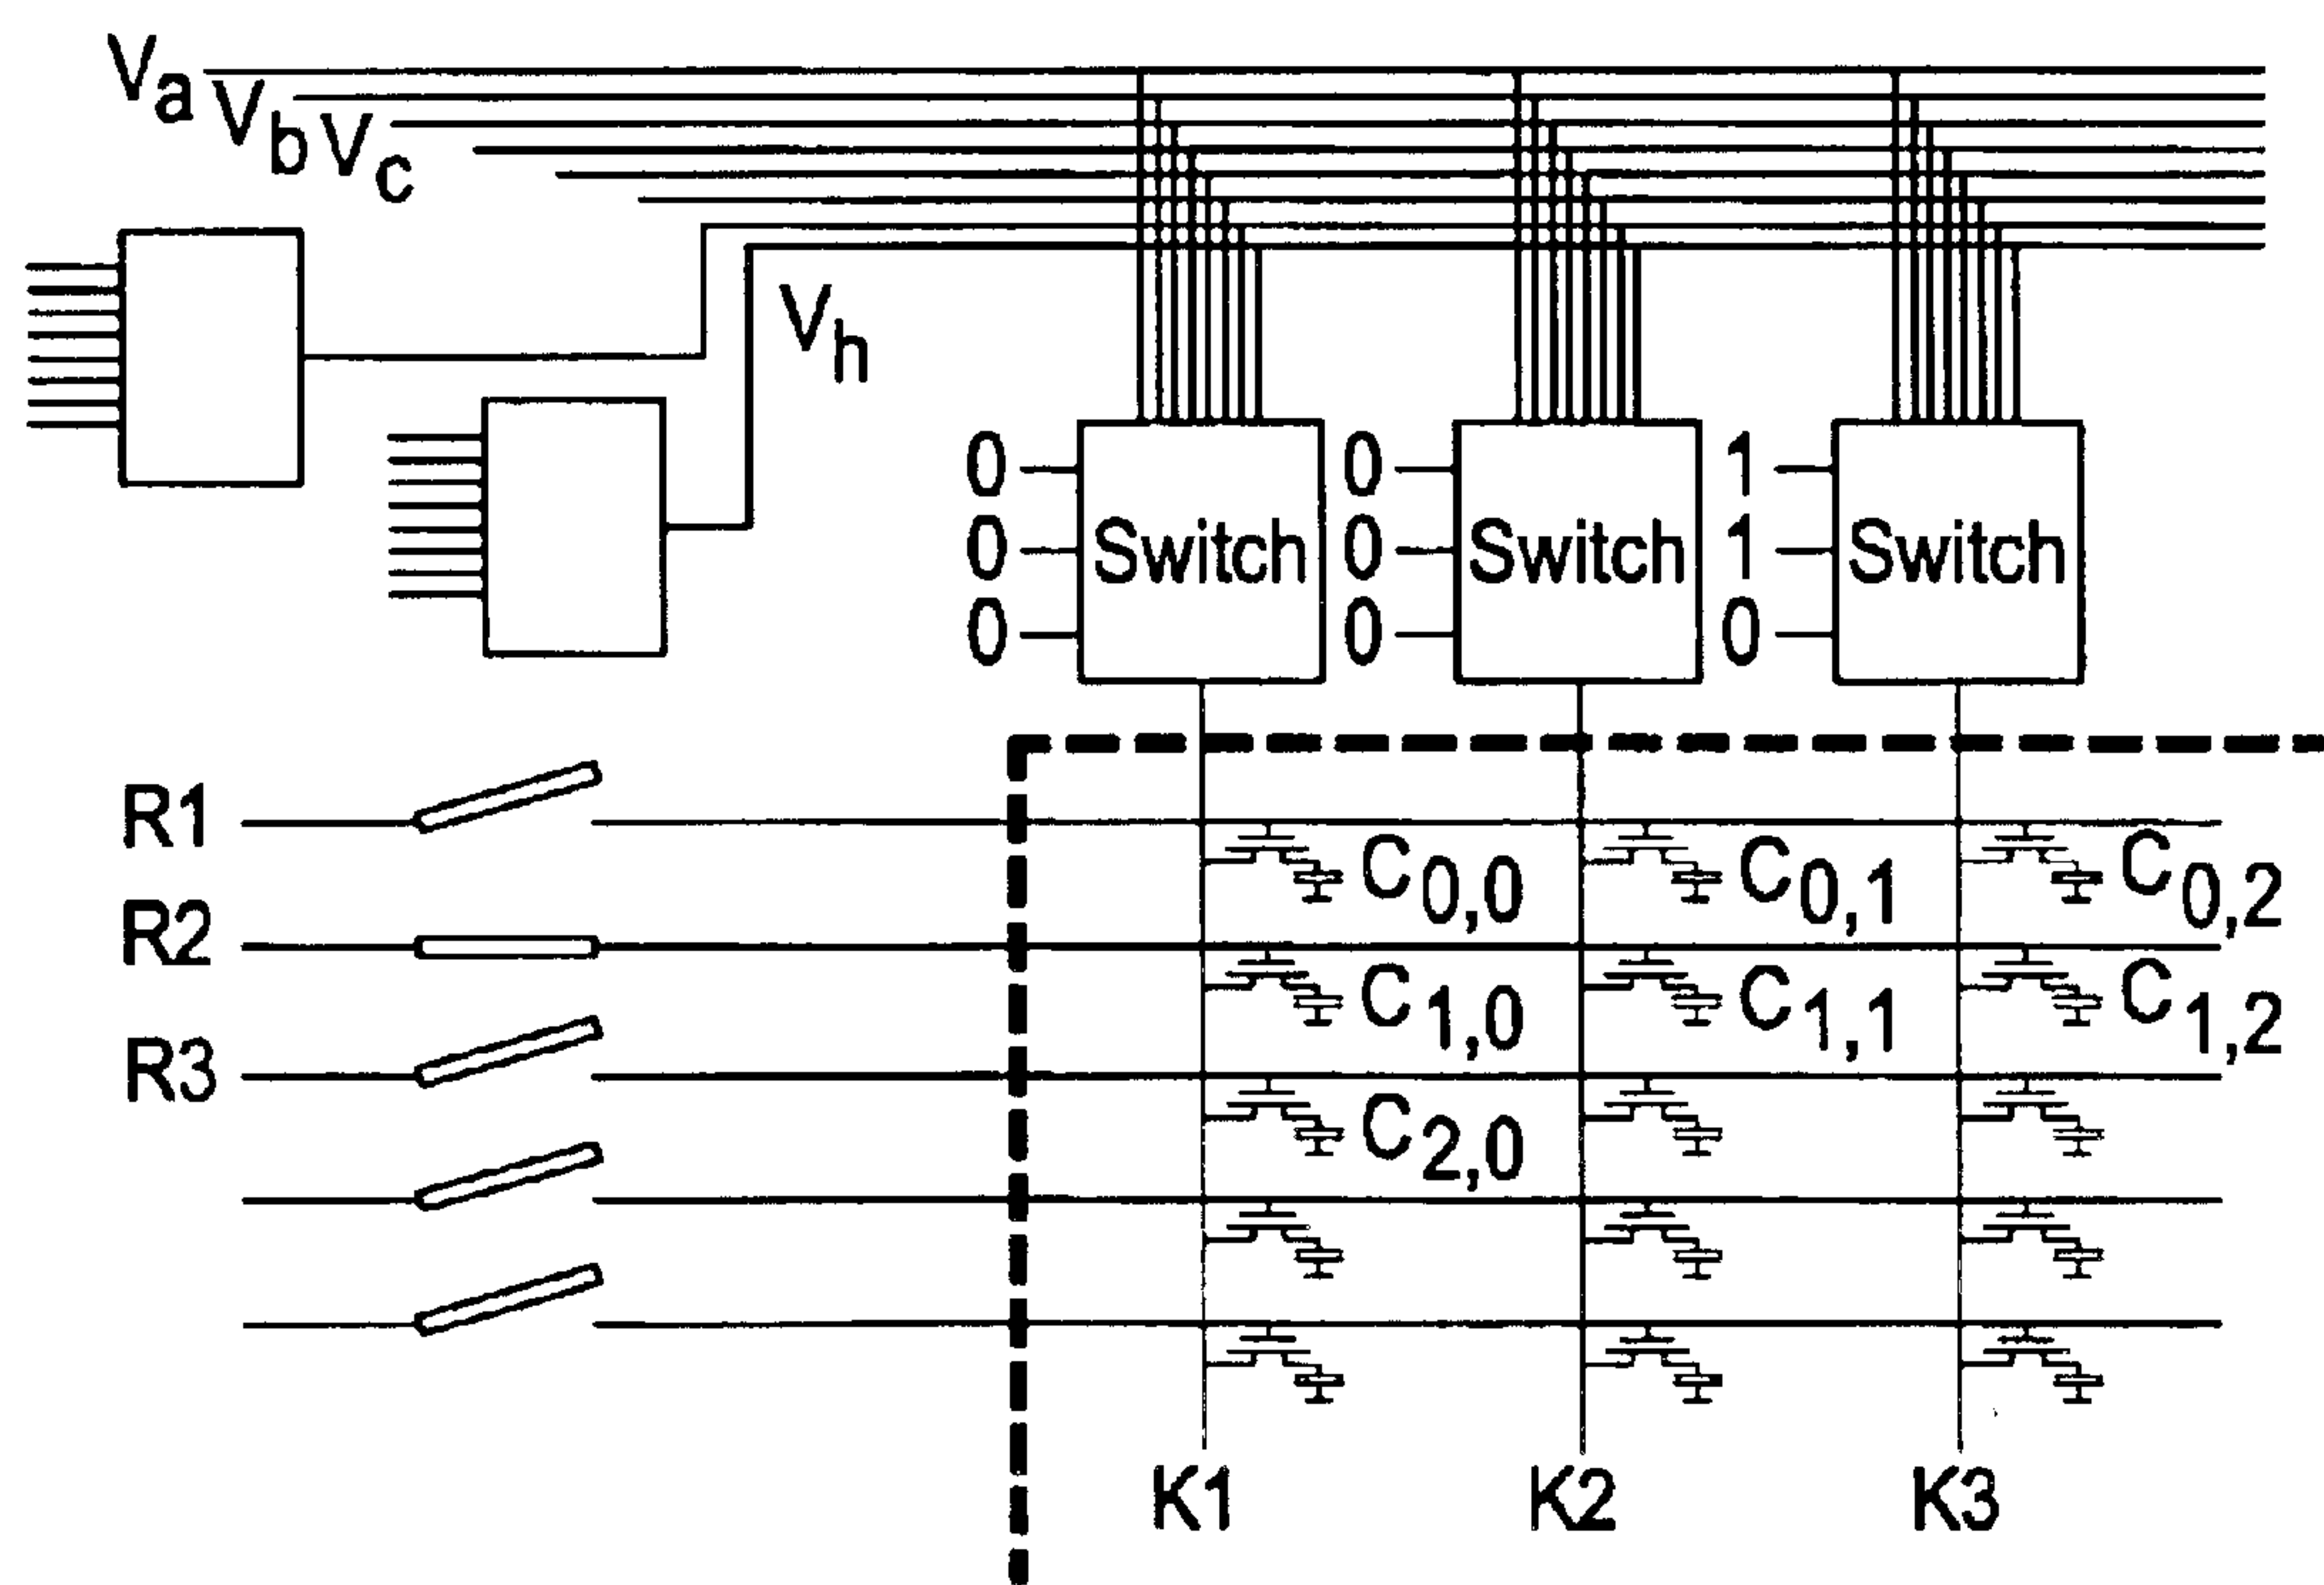 Va Vb Vc
Vh
0 0 1
0 Switch 0 Switch 1 Switch
0 0 0
R1
C0,0 C0,1 C0,2
R2
C1,0 C1,1 C1,2
R3
C2,0
K1 K2 K3